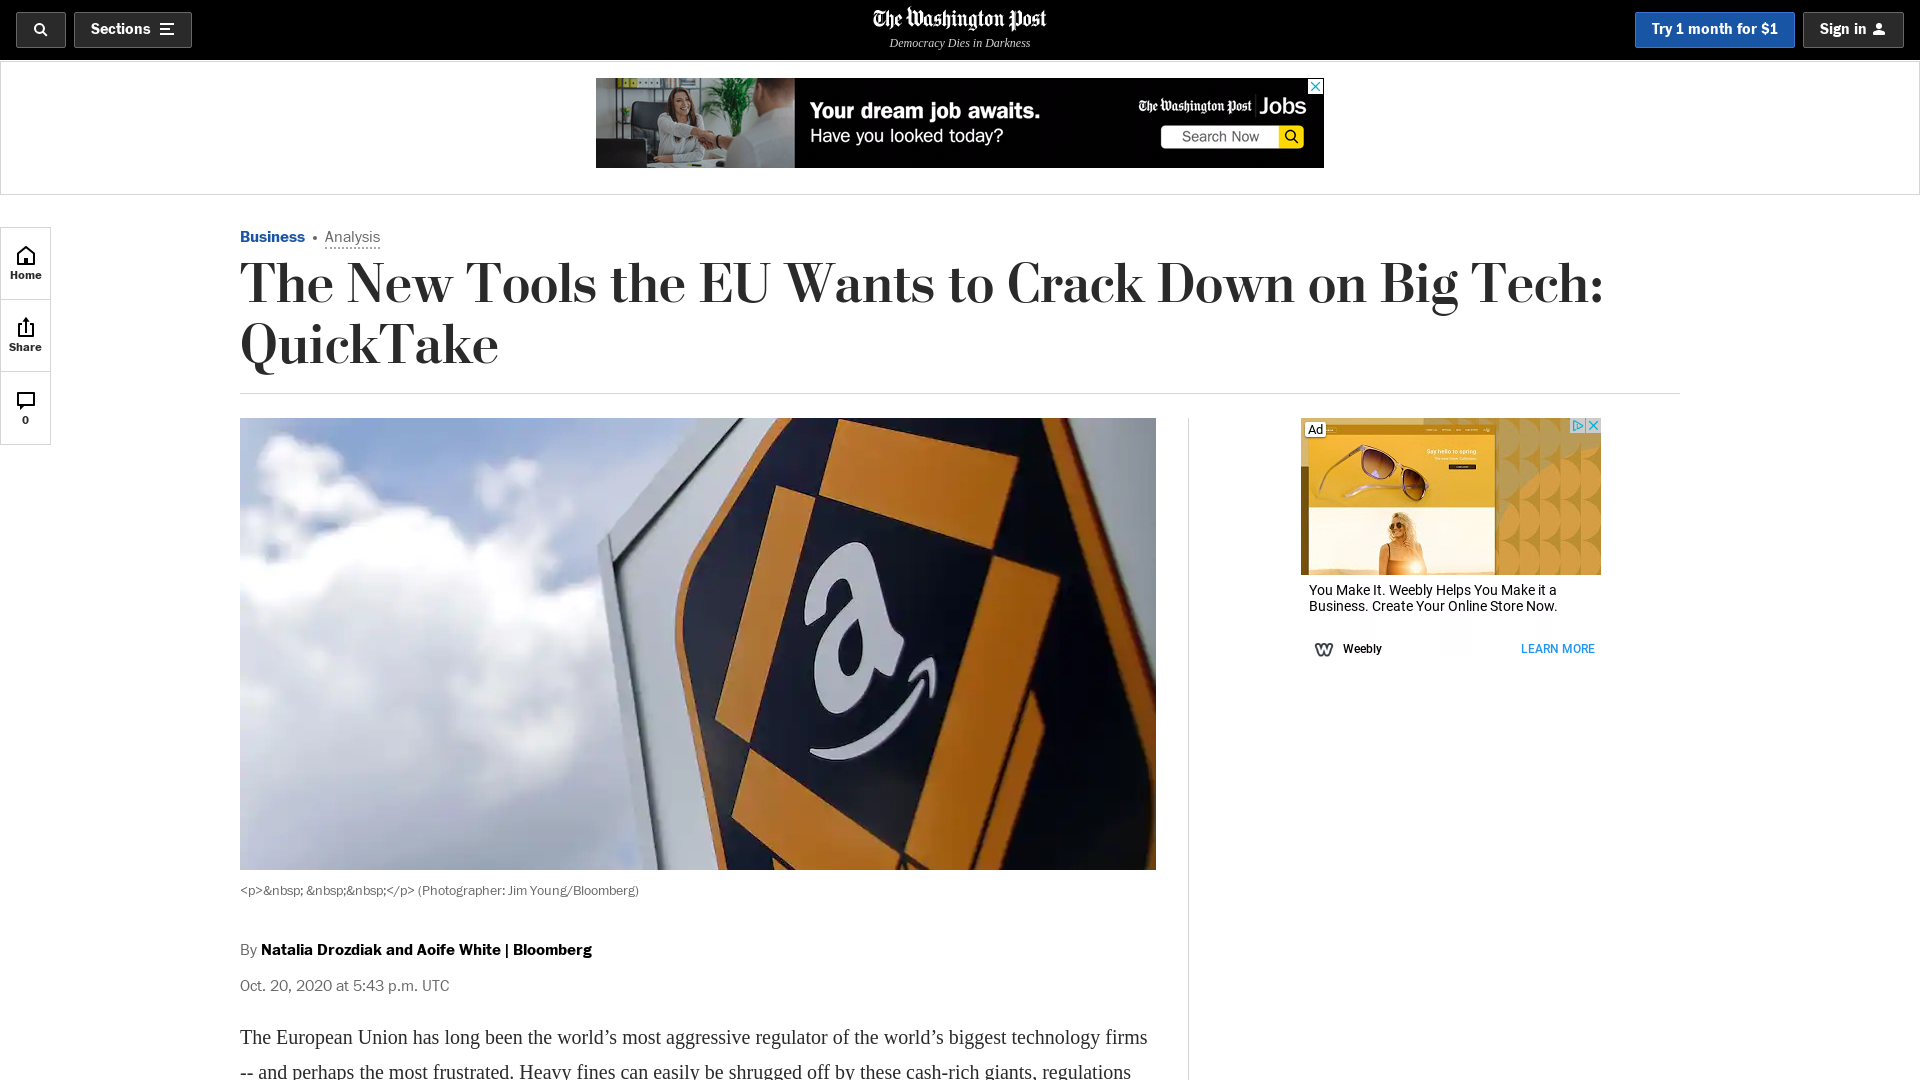 Sections
The Washington Post
Democracy Dies in Darkness
Try 1 month for $1
Sign in
Your dream job awaits.
Have you looked today?
The Washington Post Jobs
Search Now
Home
Share
0
Business • Analysis
The New Tools the EU Wants to Crack Down on Big Tech:
QuickTake
Ad
Say hello to spring
You Make It. Weebly Helps You Make it a
Business. Create Your Online Store Now.
Weebly
LEARN MORE
<p>&nbsp; &nbsp;&nbsp;</p> (Photographer: Jim Young/Bloomberg)
By Natalia Drozdiak and Aoife White | Bloomberg
Oct. 20, 2020 at 5:43 p.m. UTC
The European Union has long been the world’s most aggressive regulator of the world’s biggest technology firms
-- and perhaps the most frustrated. Heavy fines can easily be shrugged off by these cash-rich giants, regulations